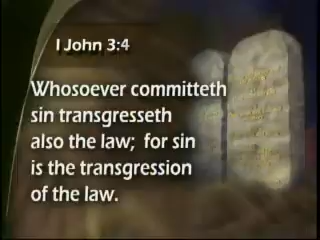 I John 3:4
Whosoever committeth
sin transgresseth
also the law; for sin
is the transgression
of the law.